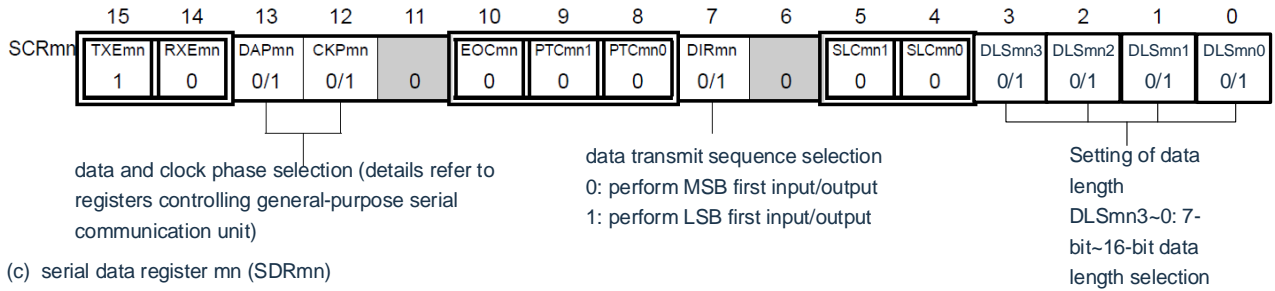 15 14 13 12 11 10 9 8 7 6 5 4 3 2 1 0
SCRmn TXEmn RXEmn DAPmn CKPmn EOCmn PTCmn1 PTCmn0 DIRmn SLCmn1 SLCmn0 DLSmn3 DLSmn2 DLSmn1 DLSmn0
1 0 0/1 0/1 0 0 0 0 0/1 0 0 0 0/1 0/1 0/1 0/1
data and clock phase selection (details refer to
registers controlling general-purpose serial
communication unit)
data transmit sequence selection
0: perform MSB first input/output
1: perform LSB first input/output
Setting of data
length
DLSmn3~0: 7-
bit~16-bit data
length selection
(c) serial data register mn (SDRmn)